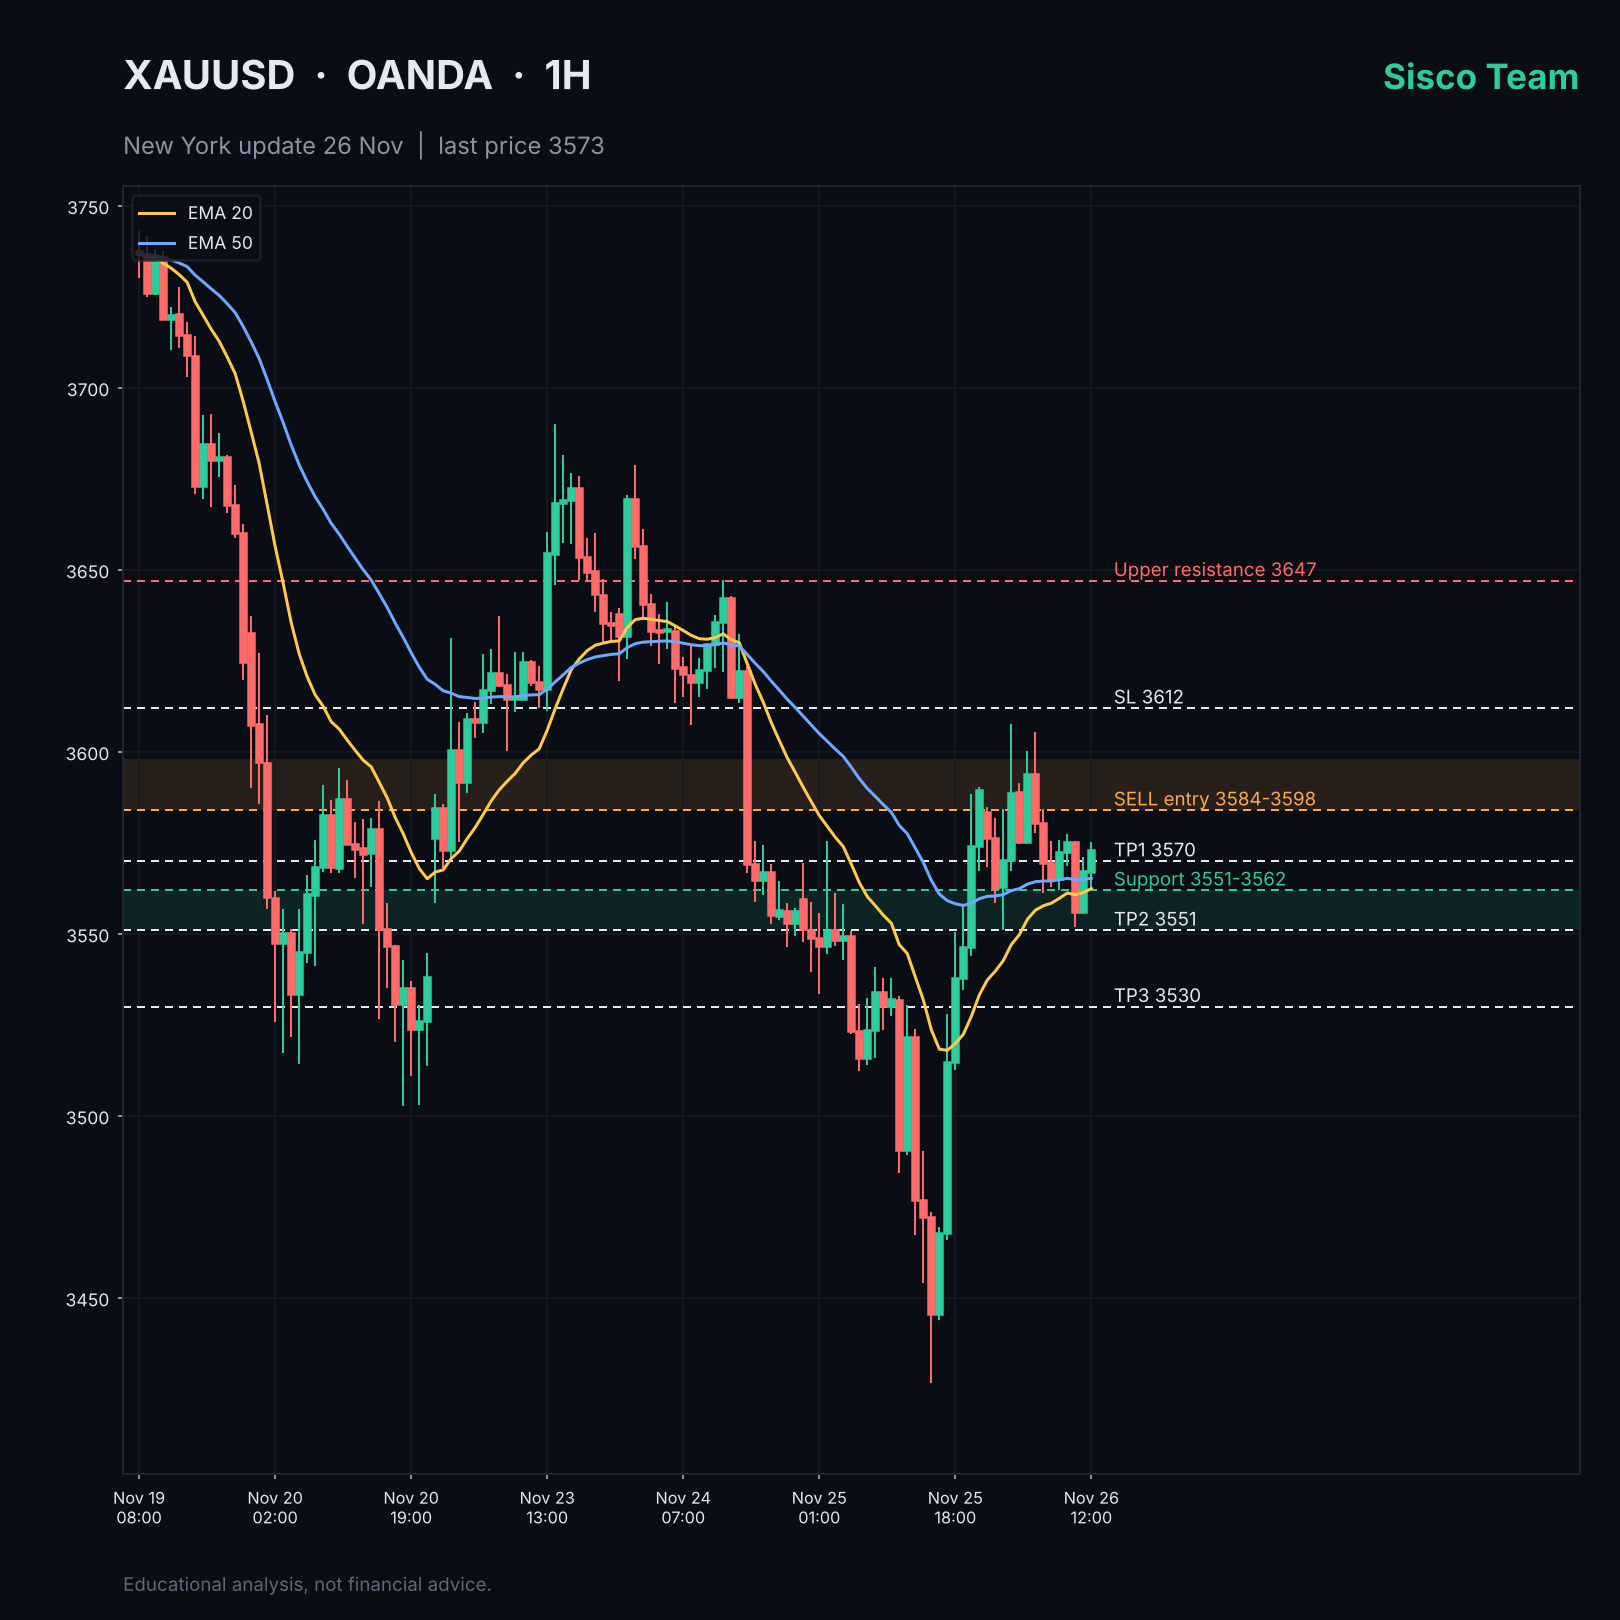 XAUUSD · OANDA · 1H
Sisco Team
New York update 26 Nov | last price 3573
EMA 20
EMA 50
3750
3700
3650
3600
3550
3500
3450
Upper resistance 3647
SL 3612
SELL entry 3584-3598
TP1 3570
Support 3551-3562
TP2 3551
TP3 3530
Nov 19
08:00
Nov 20
02:00
Nov 20
19:00
Nov 23
13:00
Nov 24
07:00
Nov 25
01:00
Nov 25
18:00
Nov 26
12:00
Educational analysis, not financial advice.